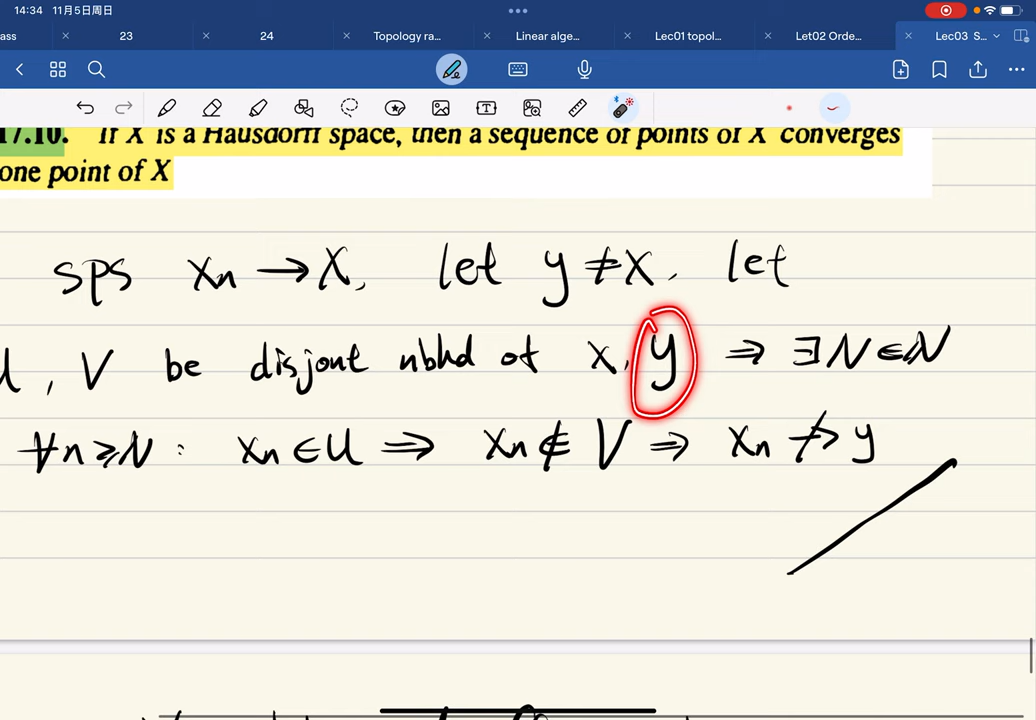 14:34 11月5日周日
ass 23 24 Topology ra... Linear alge... Lec01 topol... Let02 Orde... Lec03 S...
17.10. If X is a Hausdorff space, then a sequence of points of X converges
one point of X
sps xn → x, let y ≠ x, let
U, V be disjont nbhd of x, y ⇒ ∃N∈ℕ
∀n≥N: xn∈U ⇒ xn∉V ⇒ xn ↛ y